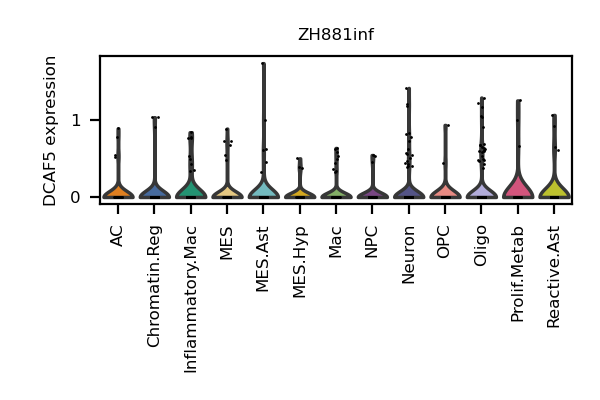 ZH881inf
DCAF5 expression
1
0
AC
Chromatin.Reg
Inflammatory.Mac
MES
MES.Ast
MES.Hyp
Mac
NPC
Neuron
OPC
Oligo
Prolif.Metab
Reactive.Ast